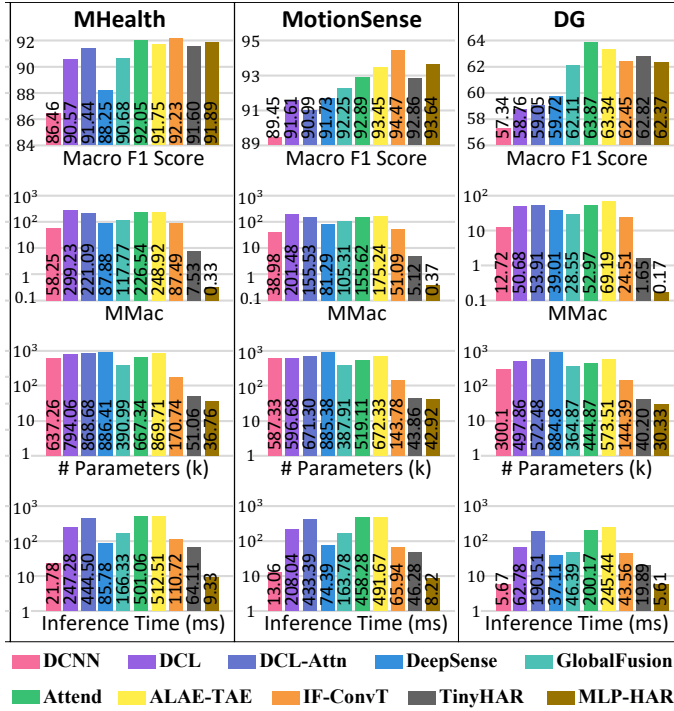 MHealth MotionSense DG
92
90
88
86
84
86.46 90.57 91.44 88.25 90.68 92.05 91.75 92.23 91.60 91.89
Macro F1 Score
95
93
91
89
89.45 91.61 90.99 91.73 92.25 92.89 93.45 94.47 92.86 93.64
Macro F1 Score
64
62
60
58
56
57.34 58.76 59.05 59.72 62.11 63.87 63.34 62.45 62.82 62.37
Macro F1 Score
10³
10²
10
1
0.1
58.25 299.23 221.09 87.88 117.77 226.54 248.92 87.49 7.53 0.33
MMac
10³
10²
10
1
0.1
38.98 201.48 155.53 81.29 105.31 155.62 175.24 51.09 5.12 0.37
MMac
10²
10
1
0.1
12.72 50.68 53.91 39.01 28.55 52.97 69.19 24.51 1.65 0.17
MMac
10³
10²
10
1
637.26 794.06 868.68 886.41 390.99 667.34 869.71 170.74 51.06 36.76
# Parameters (k)
10³
10²
10
1
587.33 596.68 671.30 885.38 387.91 519.11 672.33 143.78 43.86 42.92
# Parameters (k)
10³
10²
10
1
300.1 497.86 572.48 884.8 364.87 444.87 573.51 144.39 40.20 30.33
# Parameters (k)
10³
10²
10
1
21.78 247.28 444.50 85.78 166.33 501.06 512.51 110.72 64.11 9.33
Inference Time (ms)
10³
10²
10
1
13.06 208.04 433.39 74.39 163.78 458.28 491.67 65.94 46.28 8.22
Inference Time (ms)
10³
10²
10
1
5.67 62.78 190.51 37.11 46.39 200.17 245.44 43.56 19.89 5.61
Inference Time (ms)
DCNN DCL DCL-Attn DeepSense GlobalFusion
Attend ALAE-TAE IF-ConvT TinyHAR MLP-HAR